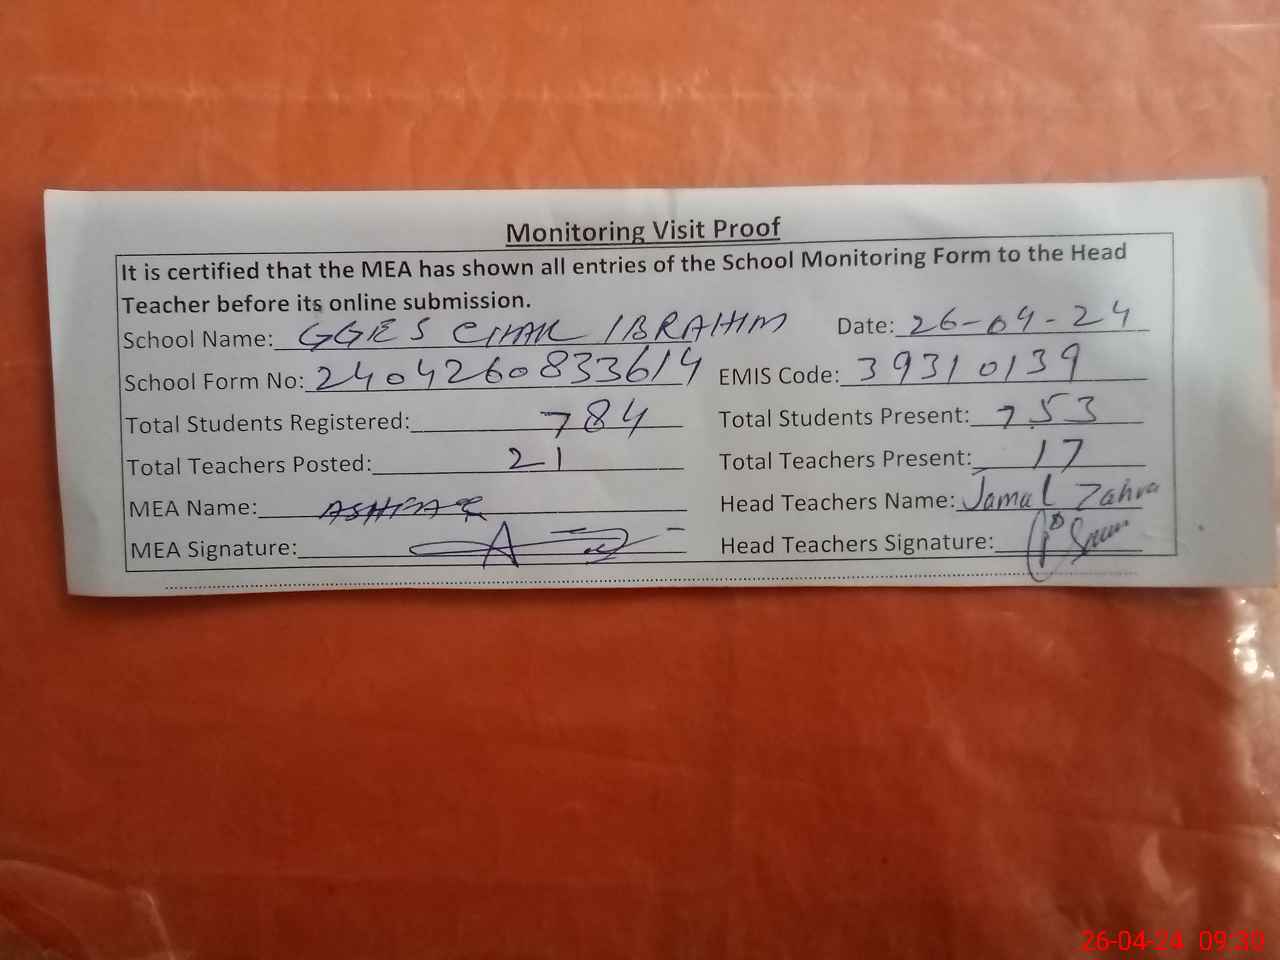 Monitoring Visit Proof
It is certified that the MEA has shown all entries of the School Monitoring Form to the Head
Teacher before its online submission.
School Name: GGES CHAK IBRAHIM Date: 26-04-24
School Form No: 2404260833614 EMIS Code: 39310139
Total Students Registered: 784 Total Students Present: 753
Total Teachers Posted: 21 Total Teachers Present: 17
MEA Name: ASHFAQ Head Teachers Name: Jamal Zahra
MEA Signature: Head Teachers Signature:
26-04-24 09:30